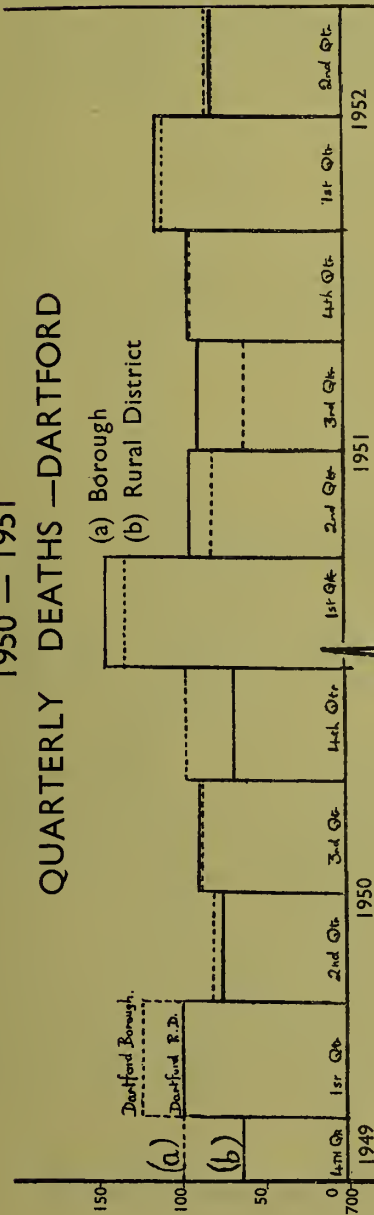 1950 — 1951
QUARTERLY DEATHS — DARTFORD
(a) Borough
(b) Rural District
Dartford Borough.
Dartford R.D.
(a)
(b)
150
100
50
0
700
4TH Qtr
1st Qtr
2nd Qtr
3rd Qtr
4th Qtr
1st Qtr
2nd Qtr
3rd Qtr
4th Qtr
1st Qtr
2nd Qtr
1949
1950
1951
1952